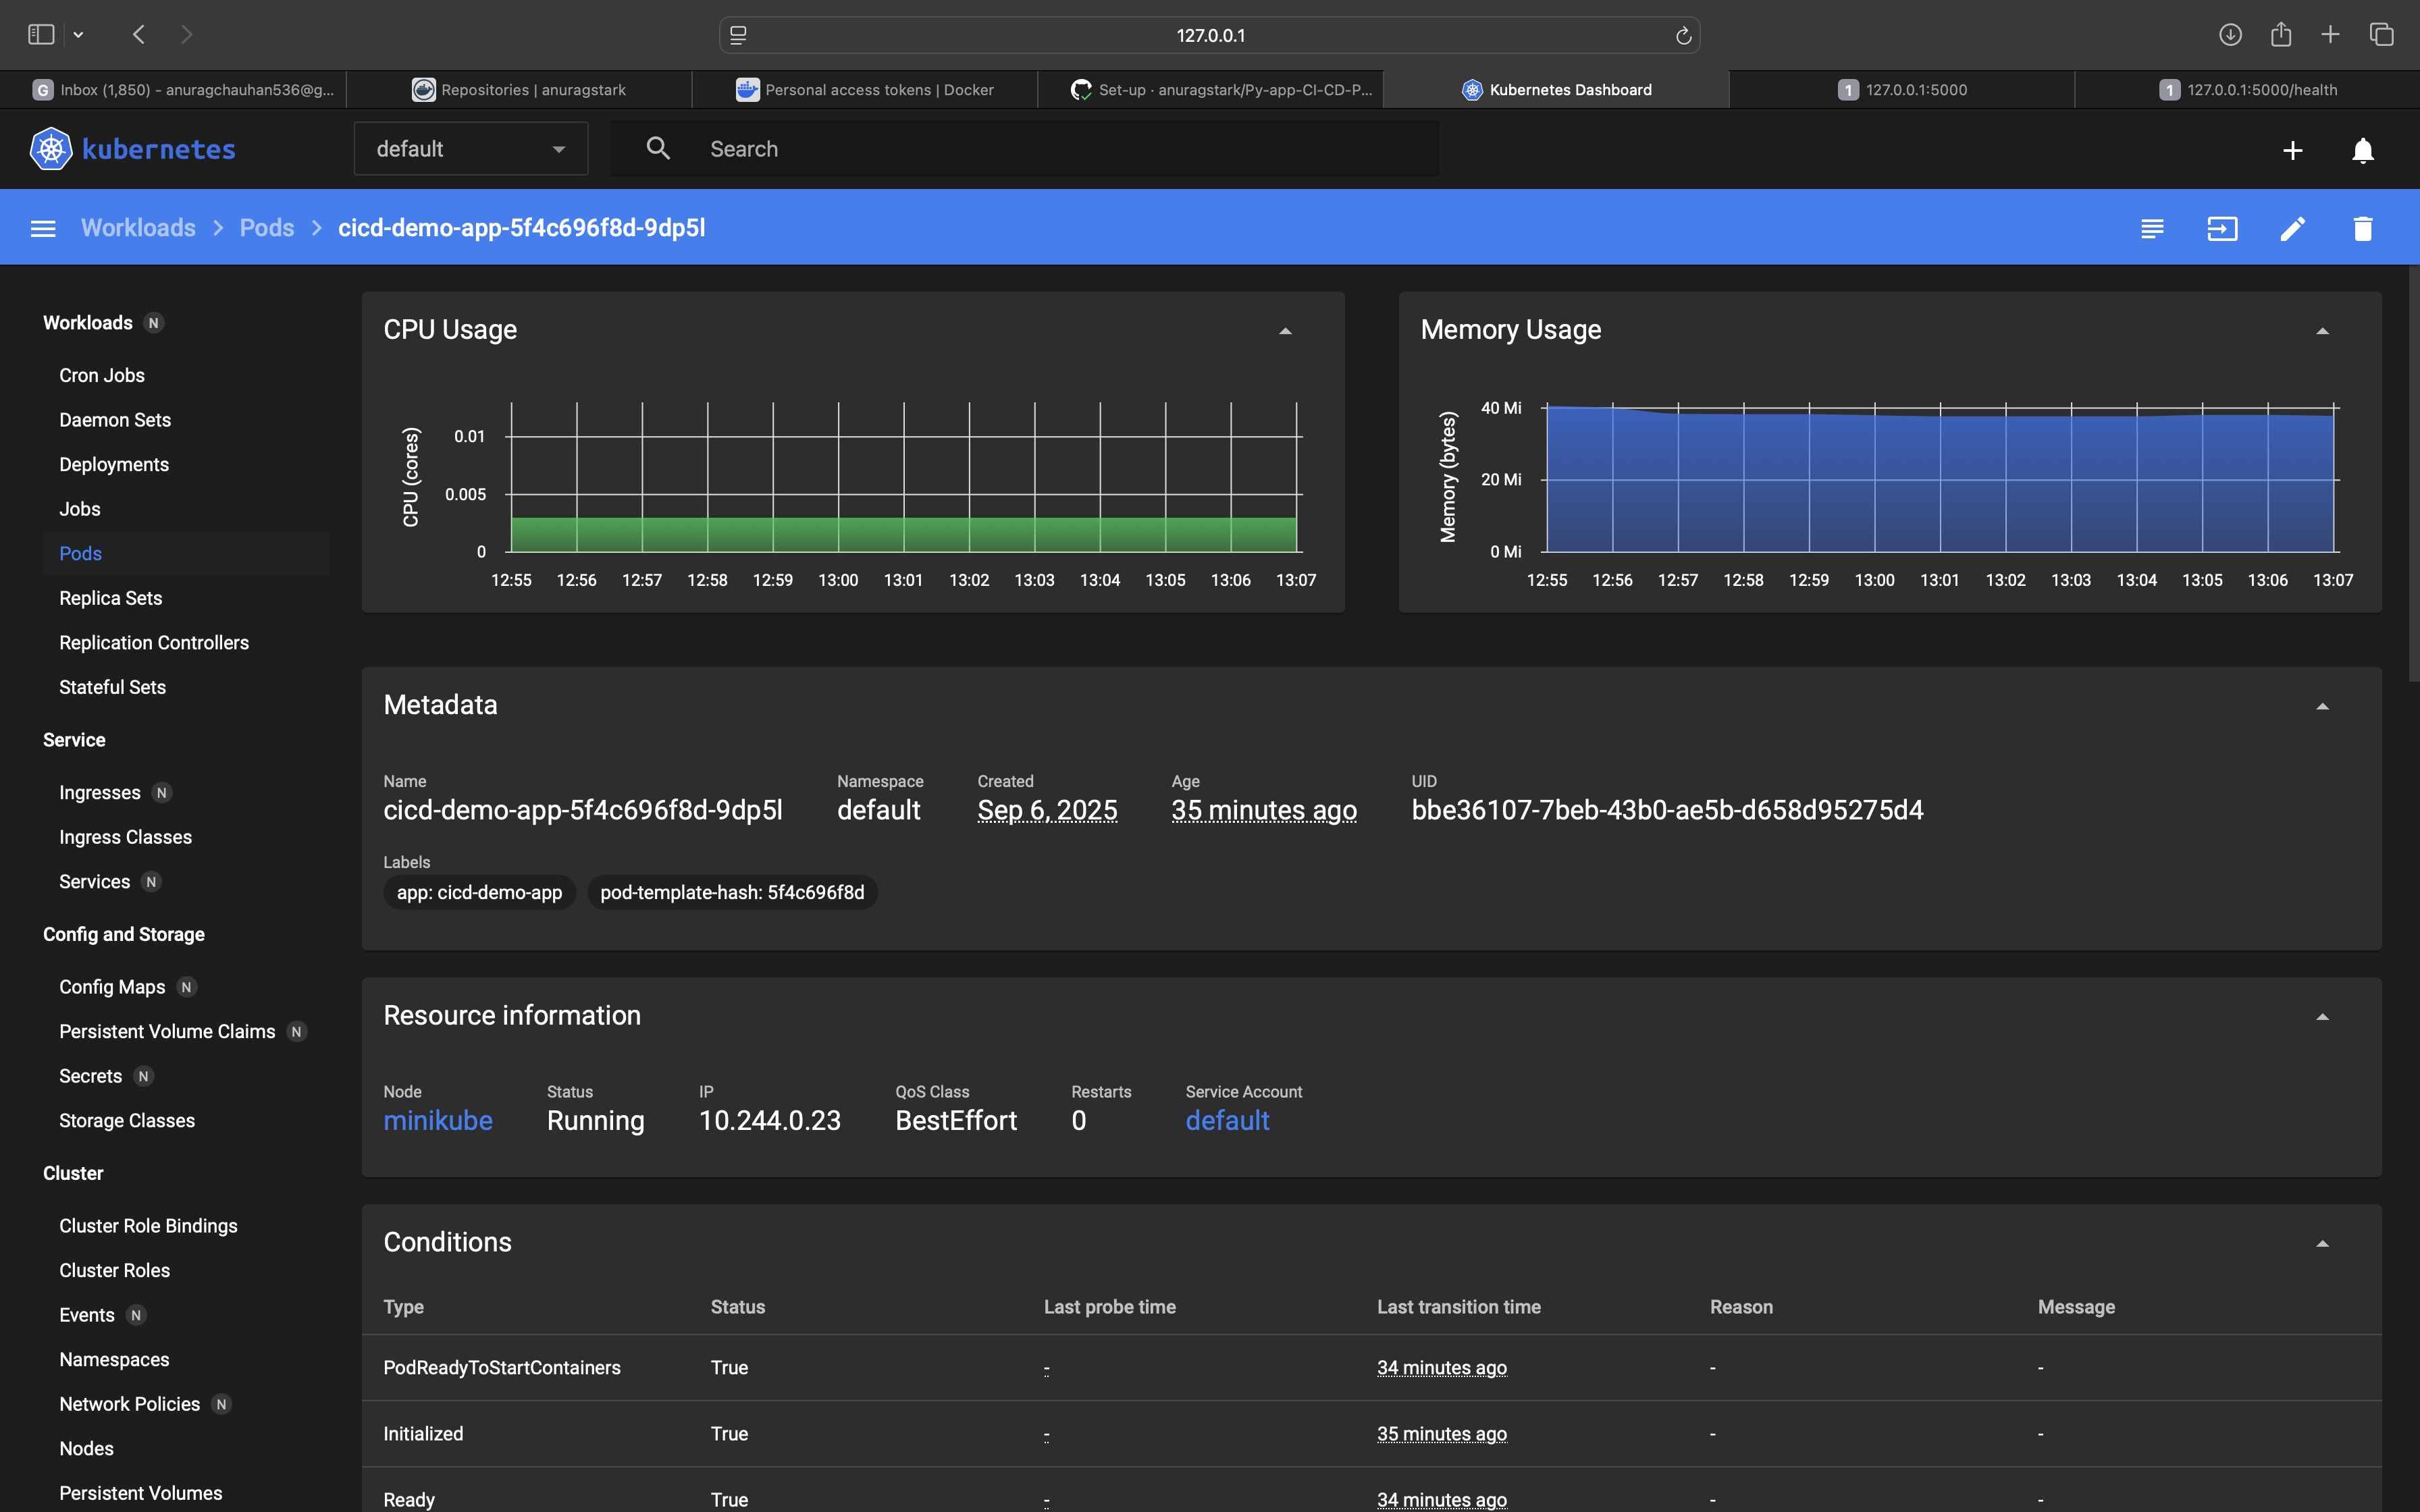 127.0.0.1
G Inbox (1,850) - anuragchauhan536@g...
Repositories | anuragstark
Personal access tokens | Docker
Set-up · anuragstark/Py-app-CI-CD-P...
Kubernetes Dashboard
1 127.0.0.1:5000
1 127.0.0.1:5000/health
kubernetes
default
Search
Workloads > Pods > cicd-demo-app-5f4c696f8d-9dp5l
Workloads N
Cron Jobs
Daemon Sets
Deployments
Jobs
Pods
Replica Sets
Replication Controllers
Stateful Sets
Service
Ingresses N
Ingress Classes
Services N
Config and Storage
Config Maps N
Persistent Volume Claims N
Secrets N
Storage Classes
Cluster
Cluster Role Bindings
Cluster Roles
Events N
Namespaces
Network Policies N
Nodes
Persistent Volumes
CPU Usage
CPU (cores)
0.01
0.005
0
12:55 12:56 12:57 12:58 12:59 13:00 13:01 13:02 13:03 13:04 13:05 13:06 13:07
Memory Usage
Memory (bytes)
40 Mi
20 Mi
0 Mi
12:55 12:56 12:57 12:58 12:59 13:00 13:01 13:02 13:03 13:04 13:05 13:06 13:07
Metadata
Name Namespace Created Age UID
cicd-demo-app-5f4c696f8d-9dp5l default Sep 6, 2025 35 minutes ago bbe36107-7beb-43b0-ae5b-d658d95275d4
Labels
app: cicd-demo-app pod-template-hash: 5f4c696f8d
Resource information
Node Status IP QoS Class Restarts Service Account
minikube Running 10.244.0.23 BestEffort 0 default
Conditions
Type Status Last probe time Last transition time Reason Message
PodReadyToStartContainers True - 34 minutes ago - -
Initialized True - 35 minutes ago - -
Ready True - 34 minutes ago - -